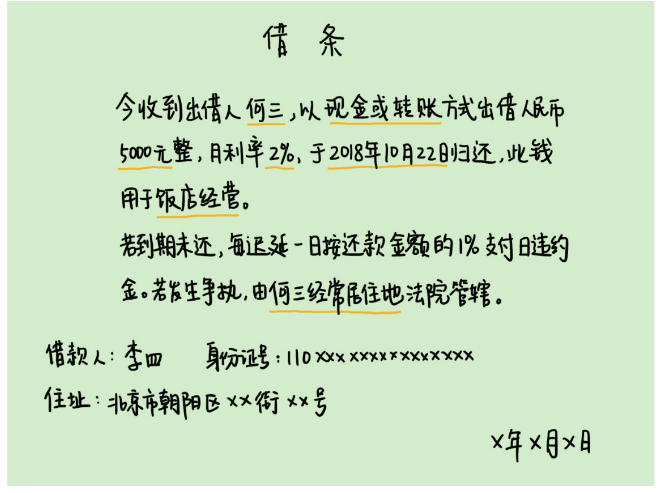 借条
今收到出借人何三,以现金或转账方式出借人民币
5000元整,月利率2%,于2018年10月22日归还,此钱
用于饭店经营。
若到期未还,每迟延一日按还款金额的1%支付日违约
金。若发生争执,由何三经常居住地法院管辖。
借款人:李四 身份证号:110xxxxxxxxxxxxxxx
住址:北京市朝阳区xx街xx号
x年x月x日